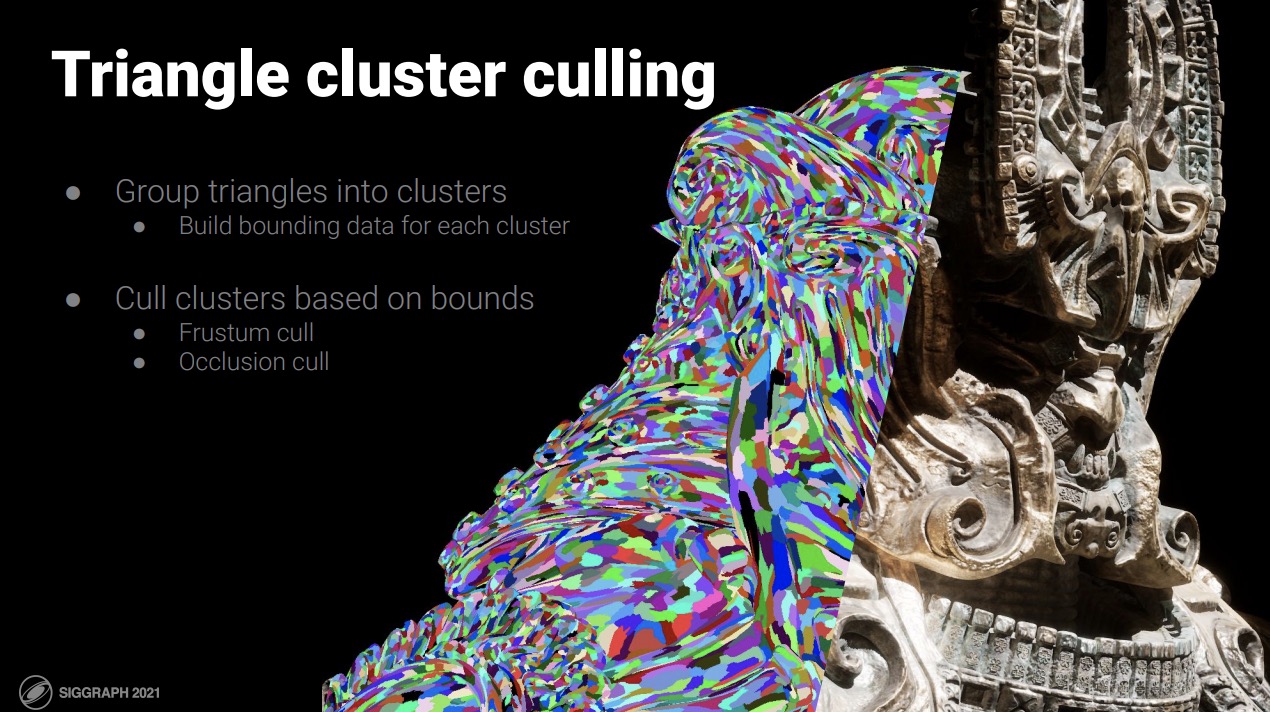 Triangle cluster culling
● Group triangles into clusters
● Build bounding data for each cluster
● Cull clusters based on bounds
● Frustum cull
● Occlusion cull
SIGGRAPH 2021